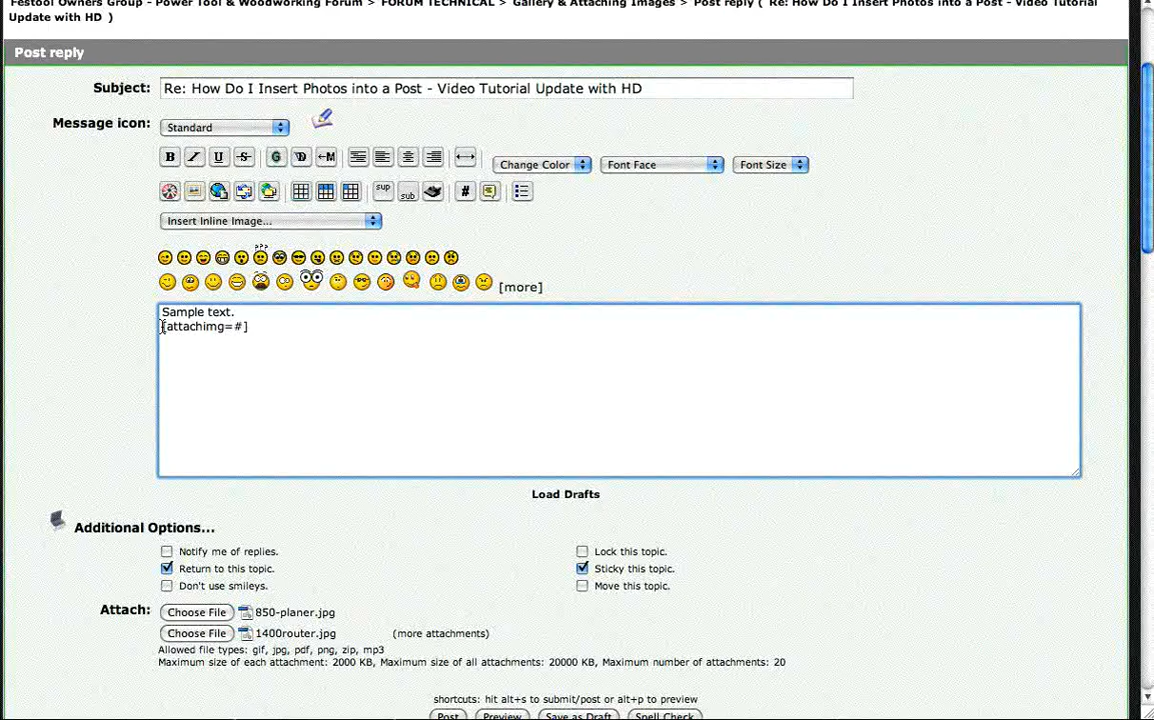 Festool Owners Group - Power Tool & Woodworking Forum > FORUM TECHNICAL > Gallery & Attaching Images > Post reply ( Re: How Do I Insert Photos into a Post - Video Tutorial
Update with HD )
Post reply
Subject: Re: How Do I Insert Photos into a Post - Video Tutorial Update with HD
Message icon: Standard
B I U S G D M Change Color Font Face Font Size
sup sub #
Insert Inline Image...
???
[more]
Sample text.
[attachimg=#]
Load Drafts
Additional Options...
Notify me of replies. Lock this topic.
Return to this topic. Sticky this topic.
Don't use smileys. Move this topic.
Attach: Choose File 850-planer.jpg
Choose File 1400router.jpg (more attachments)
Allowed file types: gif, jpg, pdf, png, zip, mp3
Maximum size of each attachment: 2000 KB, Maximum size of all attachments: 20000 KB, Maximum number of attachments: 20
shortcuts: hit alt+s to submit/post or alt+p to preview
Post Preview Save as Draft Spell Check